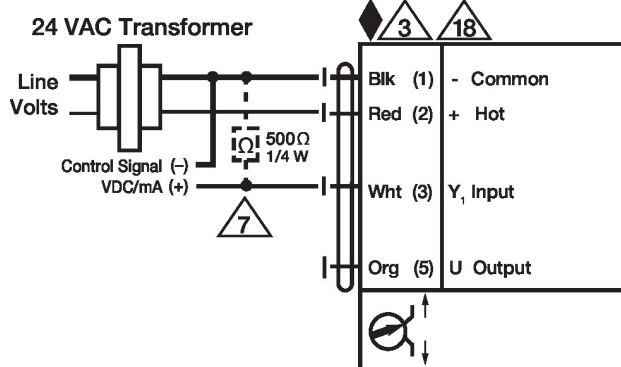 24 VAC Transformer
3
18
Line
Volts
Blk (1) - Common
Red (2) + Hot
Ω
500Ω
1/4 W
Control Signal (–)
VDC/mA (+)
Wht (3) Y1 Input
7
Org (5) U Output